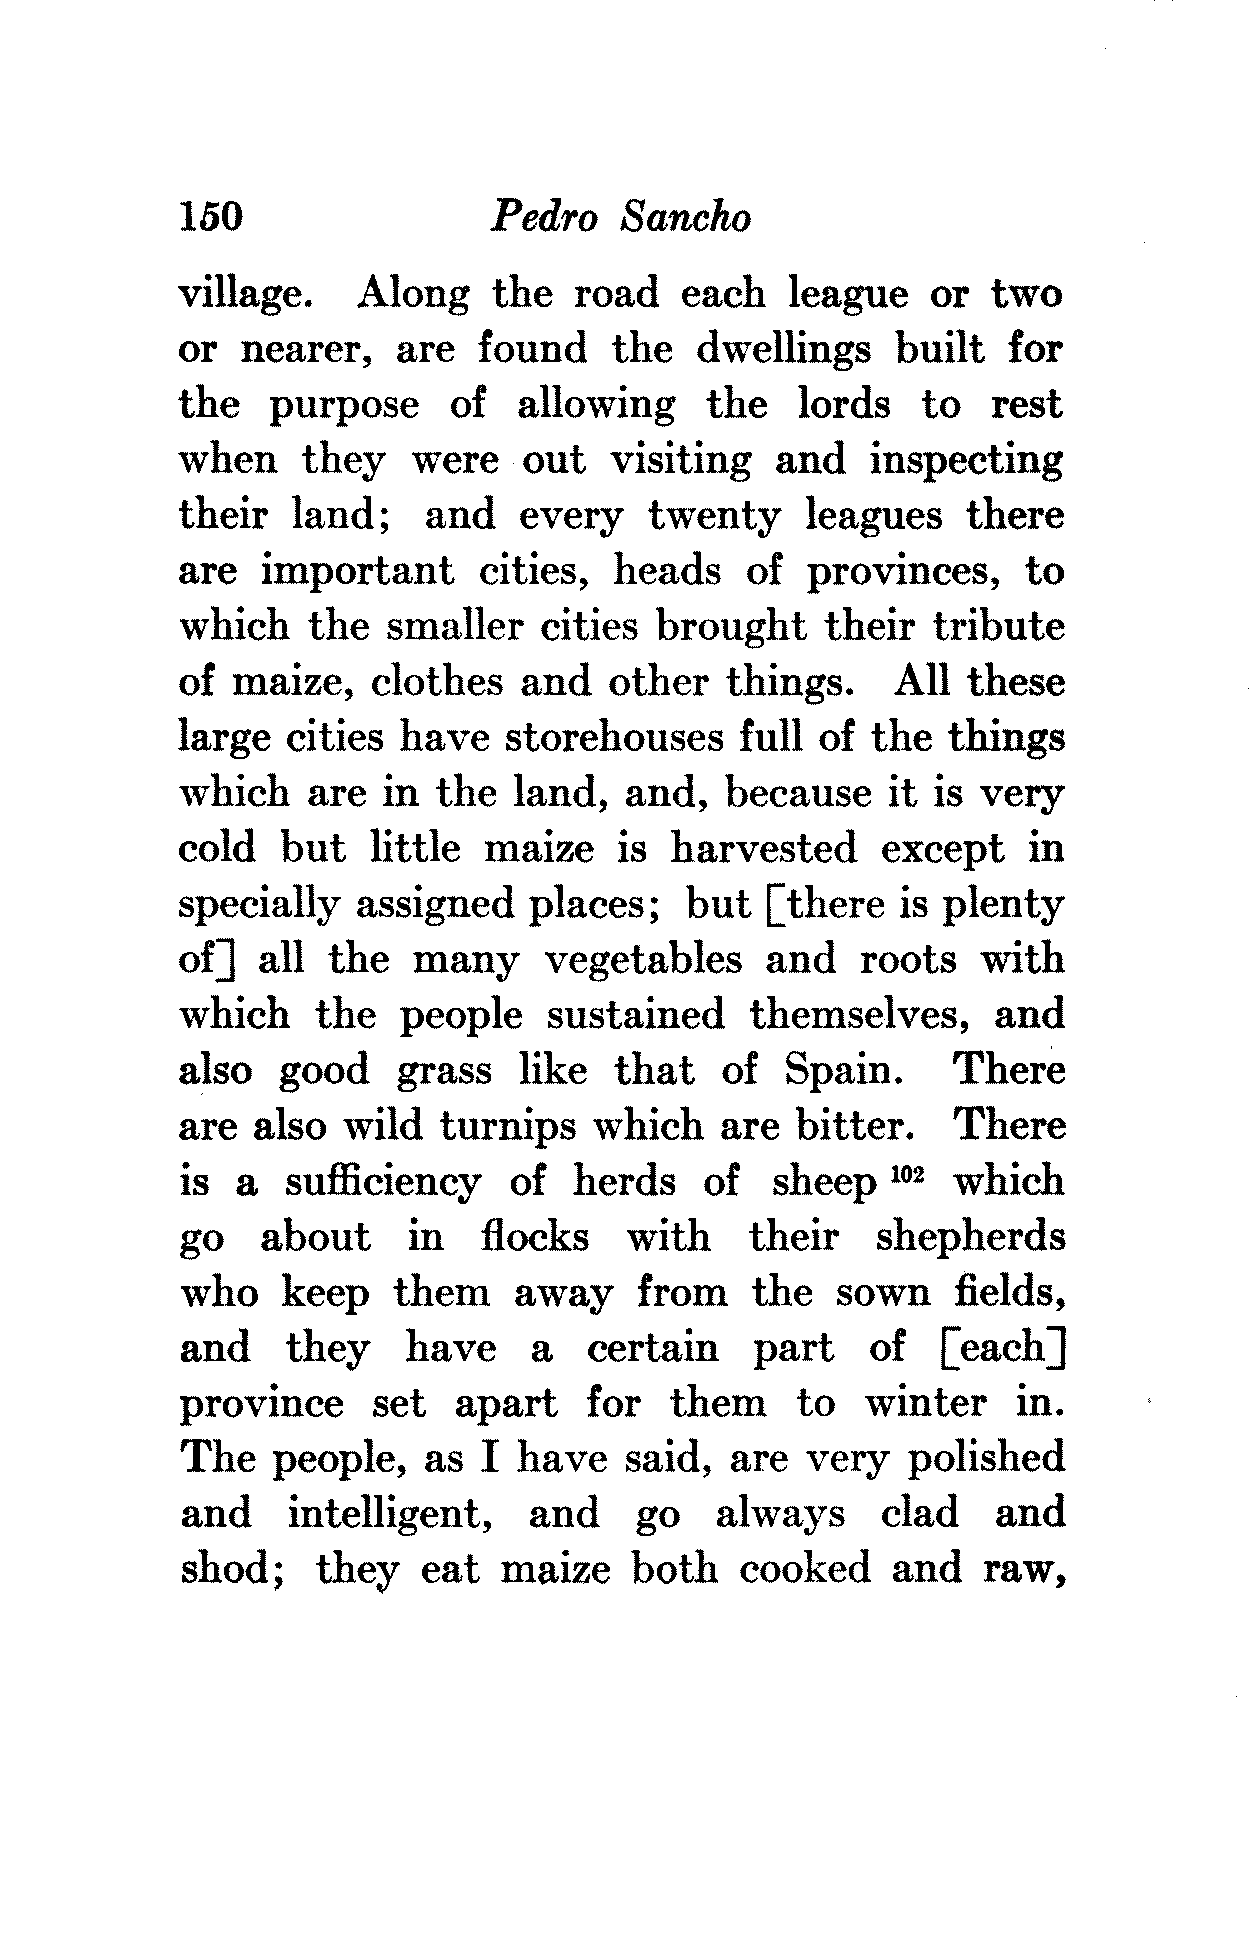 150 Pedro Sancho
village. Along the road each league or two
or nearer, are found the dwellings built for
the purpose of allowing the lords to rest
when they were out visiting and inspecting
their land; and every twenty leagues there
are important cities, heads of provinces, to
which the smaller cities brought their tribute
of maize, clothes and other things. All these
large cities have storehouses full of the things
which are in the land, and, because it is very
cold but little maize is harvested except in
specially assigned places; but [there is plenty
of] all the many vegetables and roots with
which the people sustained themselves, and
also good grass like that of Spain. There
are also wild turnips which are bitter. There
is a sufficiency of herds of sheep 102 which
go about in flocks with their shepherds
who keep them away from the sown fields,
and they have a certain part of [each]
province set apart for them to winter in.
The people, as I have said, are very polished
and intelligent, and go always clad and
shod; they eat maize both cooked and raw,